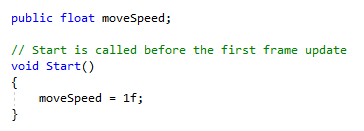 public float moveSpeed;
// Start is called before the first frame update
void Start()
{
moveSpeed = 1f;
}